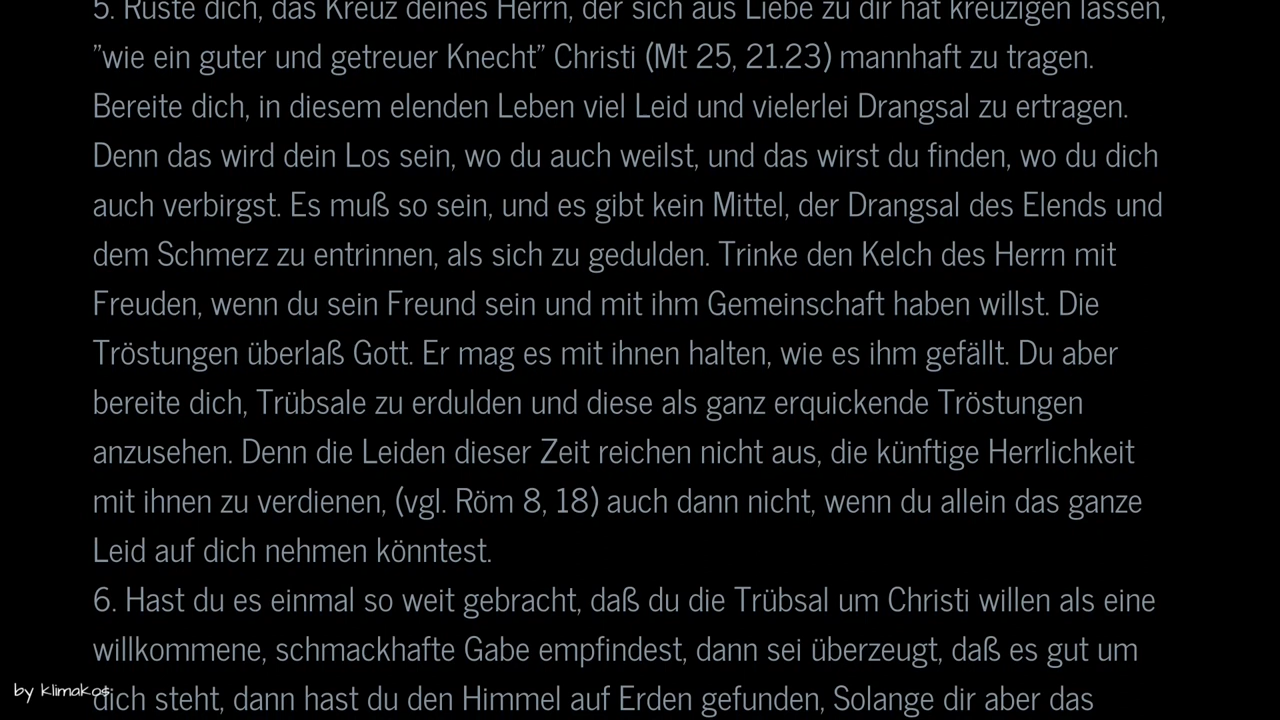 5. Rüste dich, das Kreuz deines Herrn, der sich aus Liebe zu dir hat kreuzigen lassen,
"wie ein guter und getreuer Knecht" Christi (Mt 25, 21.23) mannhaft zu tragen.
Bereite dich, in diesem elenden Leben viel Leid und vielerlei Drangsal zu ertragen.
Denn das wird dein Los sein, wo du auch weilst, und das wirst du finden, wo du dich
auch verbirgst. Es muß so sein, und es gibt kein Mittel, der Drangsal des Elends und
dem Schmerz zu entrinnen, als sich zu gedulden. Trinke den Kelch des Herrn mit
Freuden, wenn du sein Freund sein und mit ihm Gemeinschaft haben willst. Die
Tröstungen überlaß Gott. Er mag es mit ihnen halten, wie es ihm gefällt. Du aber
bereite dich, Trübsale zu erdulden und diese als ganz erquickende Tröstungen
anzusehen. Denn die Leiden dieser Zeit reichen nicht aus, die künftige Herrlichkeit
mit ihnen zu verdienen, (vgl. Röm 8, 18) auch dann nicht, wenn du allein das ganze
Leid auf dich nehmen könntest.
6. Hast du es einmal so weit gebracht, daß du die Trübsal um Christi willen als eine
willkommene, schmackhafte Gabe empfindest, dann sei überzeugt, daß es gut um
dich steht, dann hast du den Himmel auf Erden gefunden, Solange dir aber das
by klimakos